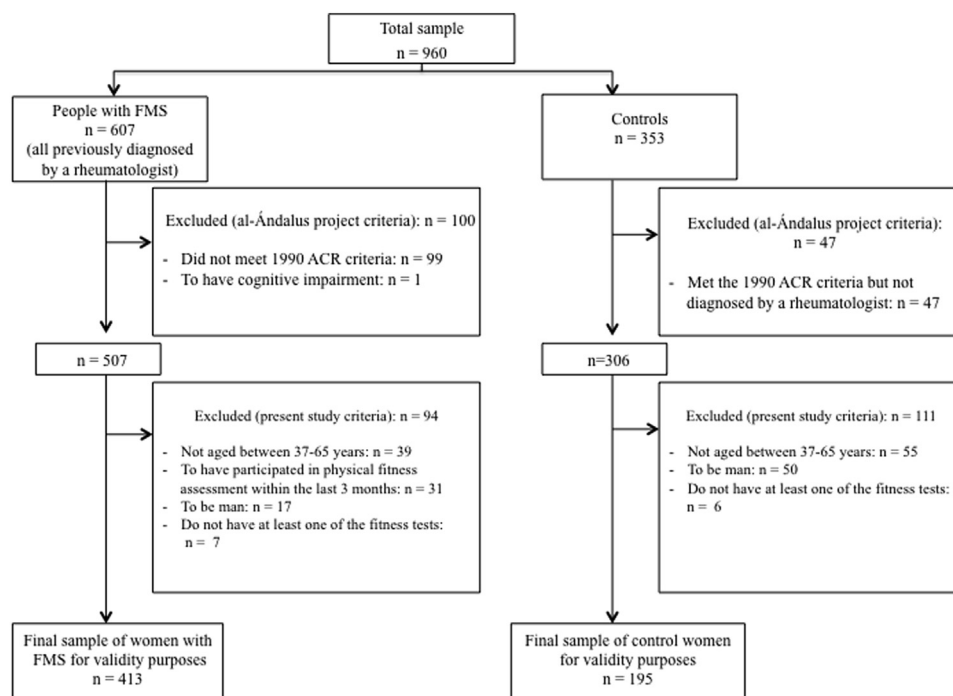 Total sample
n = 960
People with FMS
n = 607
(all previously diagnosed
by a rheumatologist)
Controls
n = 353
Excluded (al-Ándalus project criteria): n = 100
- Did not meet 1990 ACR criteria: n = 99
- To have cognitive impairment: n = 1
Excluded (al-Ándalus project criteria):
n = 47
- Met the 1990 ACR criteria but not
diagnosed by a rheumatologist: n = 47
n = 507
n=306
Excluded (present study criteria): n = 94
- Not aged between 37-65 years: n = 39
- To have participated in physical fitness
assessment within the last 3 months: n = 31
- To be man: n = 17
- Do not have at least one of the fitness tests:
n = 7
Excluded (present study criteria): n = 111
- Not aged between 37-65 years: n = 55
- To be man: n = 50
- Do not have at least one of the fitness tests:
n = 6
Final sample of women with
FMS for validity purposes
n = 413
Final sample of control women
for validity purposes
n = 195